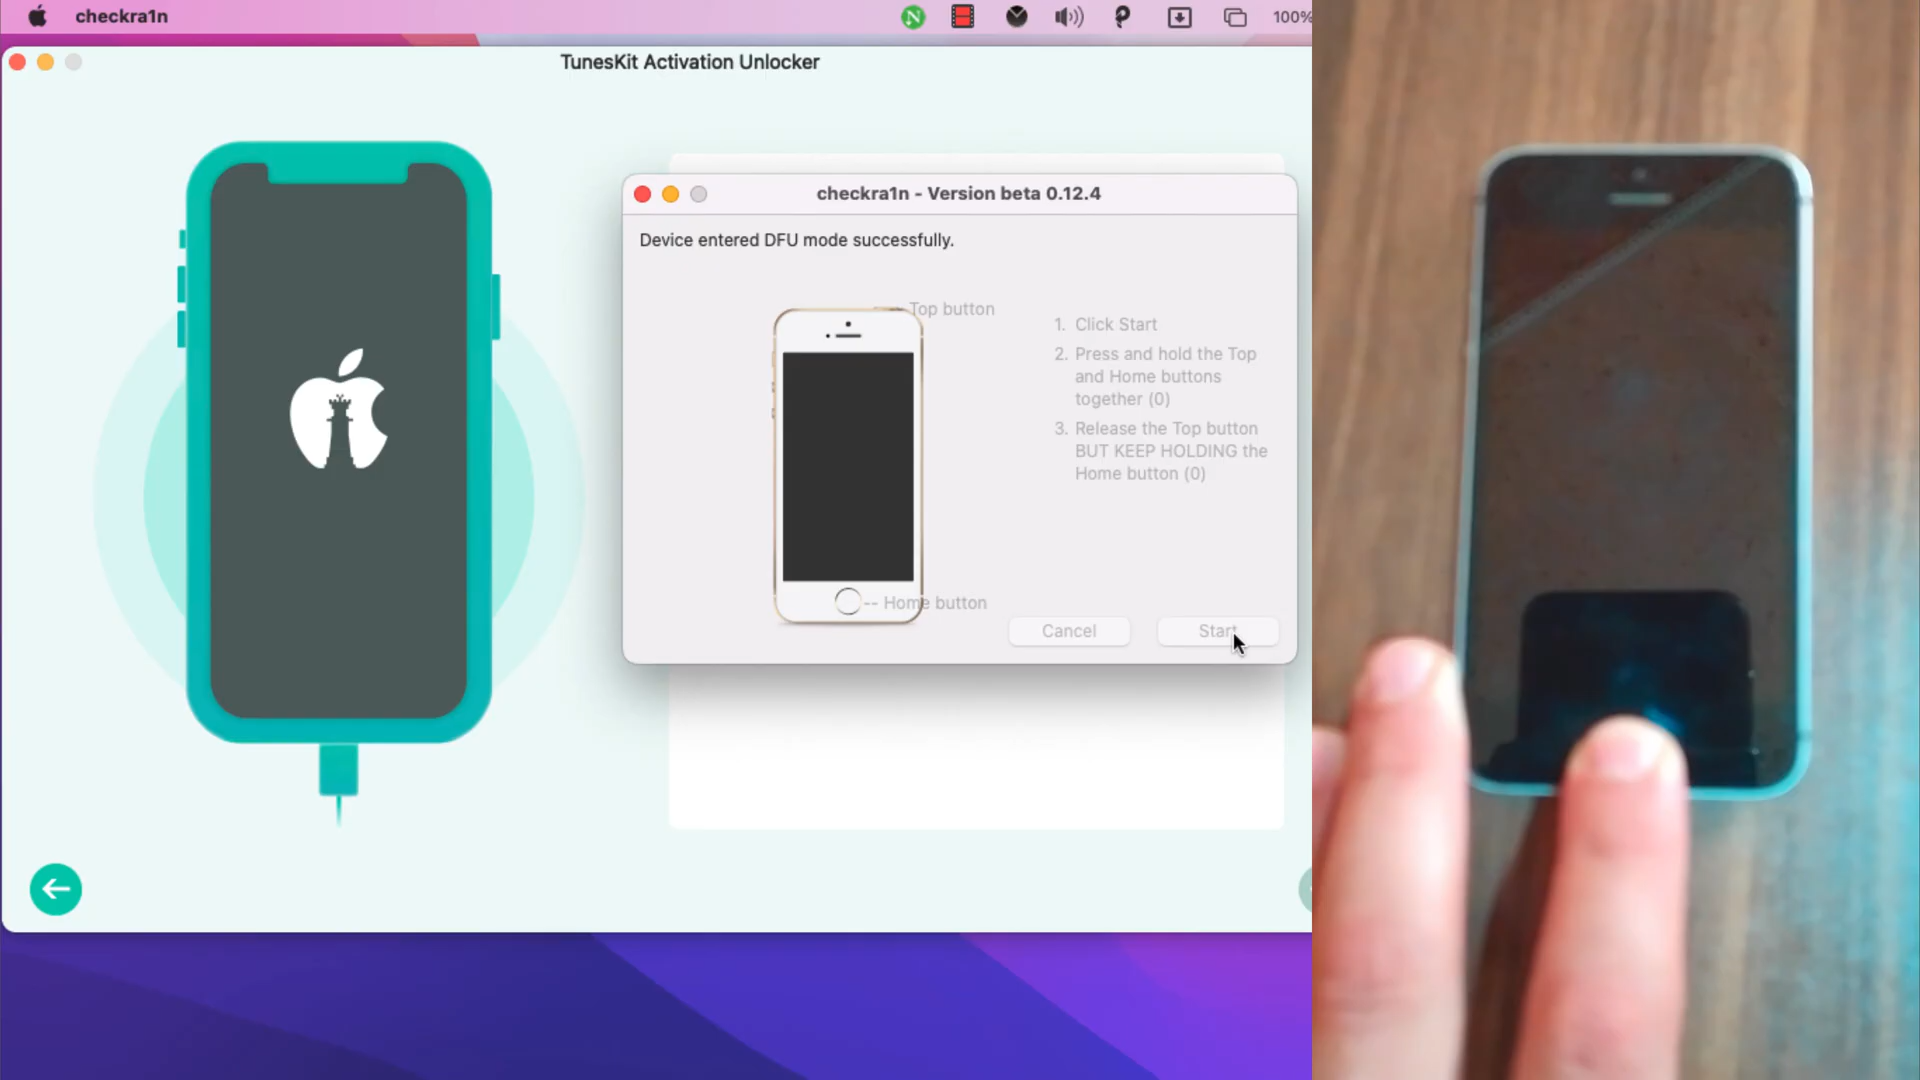 checkra1n
100%
TunesKit Activation Unlocker
checkra1n - Version beta 0.12.4
Device entered DFU mode successfully.
Top button
1. Click Start
2. Press and hold the Top
and Home buttons
together (0)
3. Release the Top button
BUT KEEP HOLDING the
Home button (0)
-- Home button
Cancel
Start